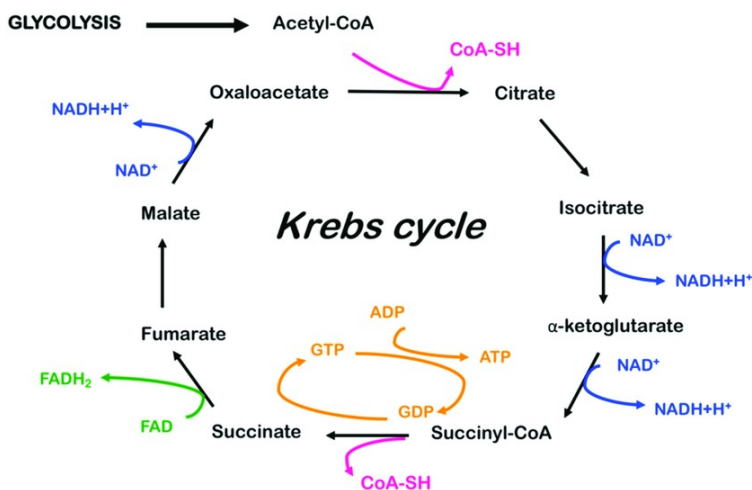 GLYCOLYSIS
Acetyl-CoA
CoA-SH
Oxaloacetate
Citrate
NADH+H⁺
NAD⁺
Malate
Krebs cycle
Isocitrate
NAD⁺
NADH+H⁺
Fumarate
ADP
GTP
ATP
α-ketoglutarate
FADH₂
GDP
NAD⁺
NADH+H⁺
FAD
Succinate
Succinyl-CoA
CoA-SH